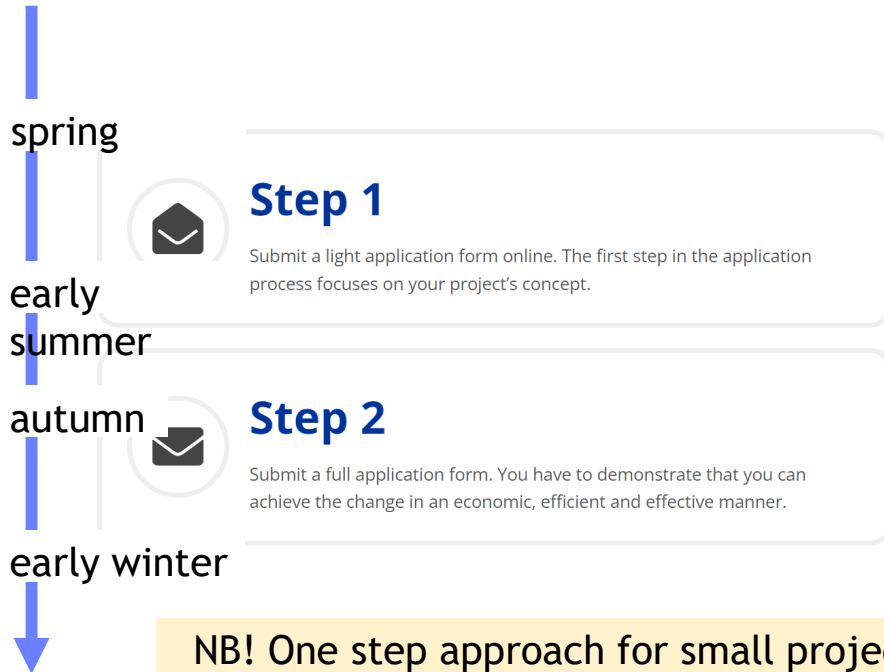 spring
Step 1
Submit a light application form online. The first step in the application
process focuses on your project’s concept.
early
summer
autumn
Step 2
Submit a full application form. You have to demonstrate that you can
achieve the change in an economic, efficient and effective manner.
early winter
NB! One step approach for small